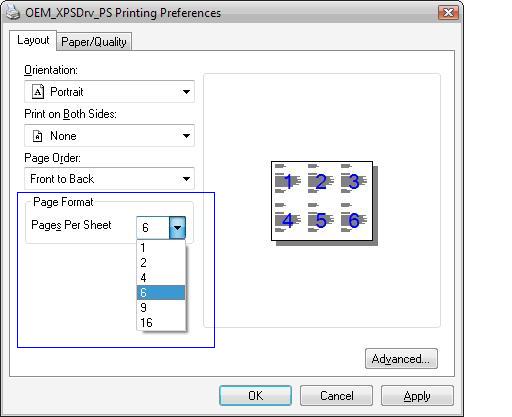 OEM_XPSDrv_PS Printing Preferences
Layout
Paper/Quality
Orientation:
Portrait
Print on Both Sides:
None
Page Order:
Front to Back
Page Format
Pages Per Sheet
6
1
2
4
6
9
16
1 2 3
4 5 6
Advanced...
OK
Cancel
Apply